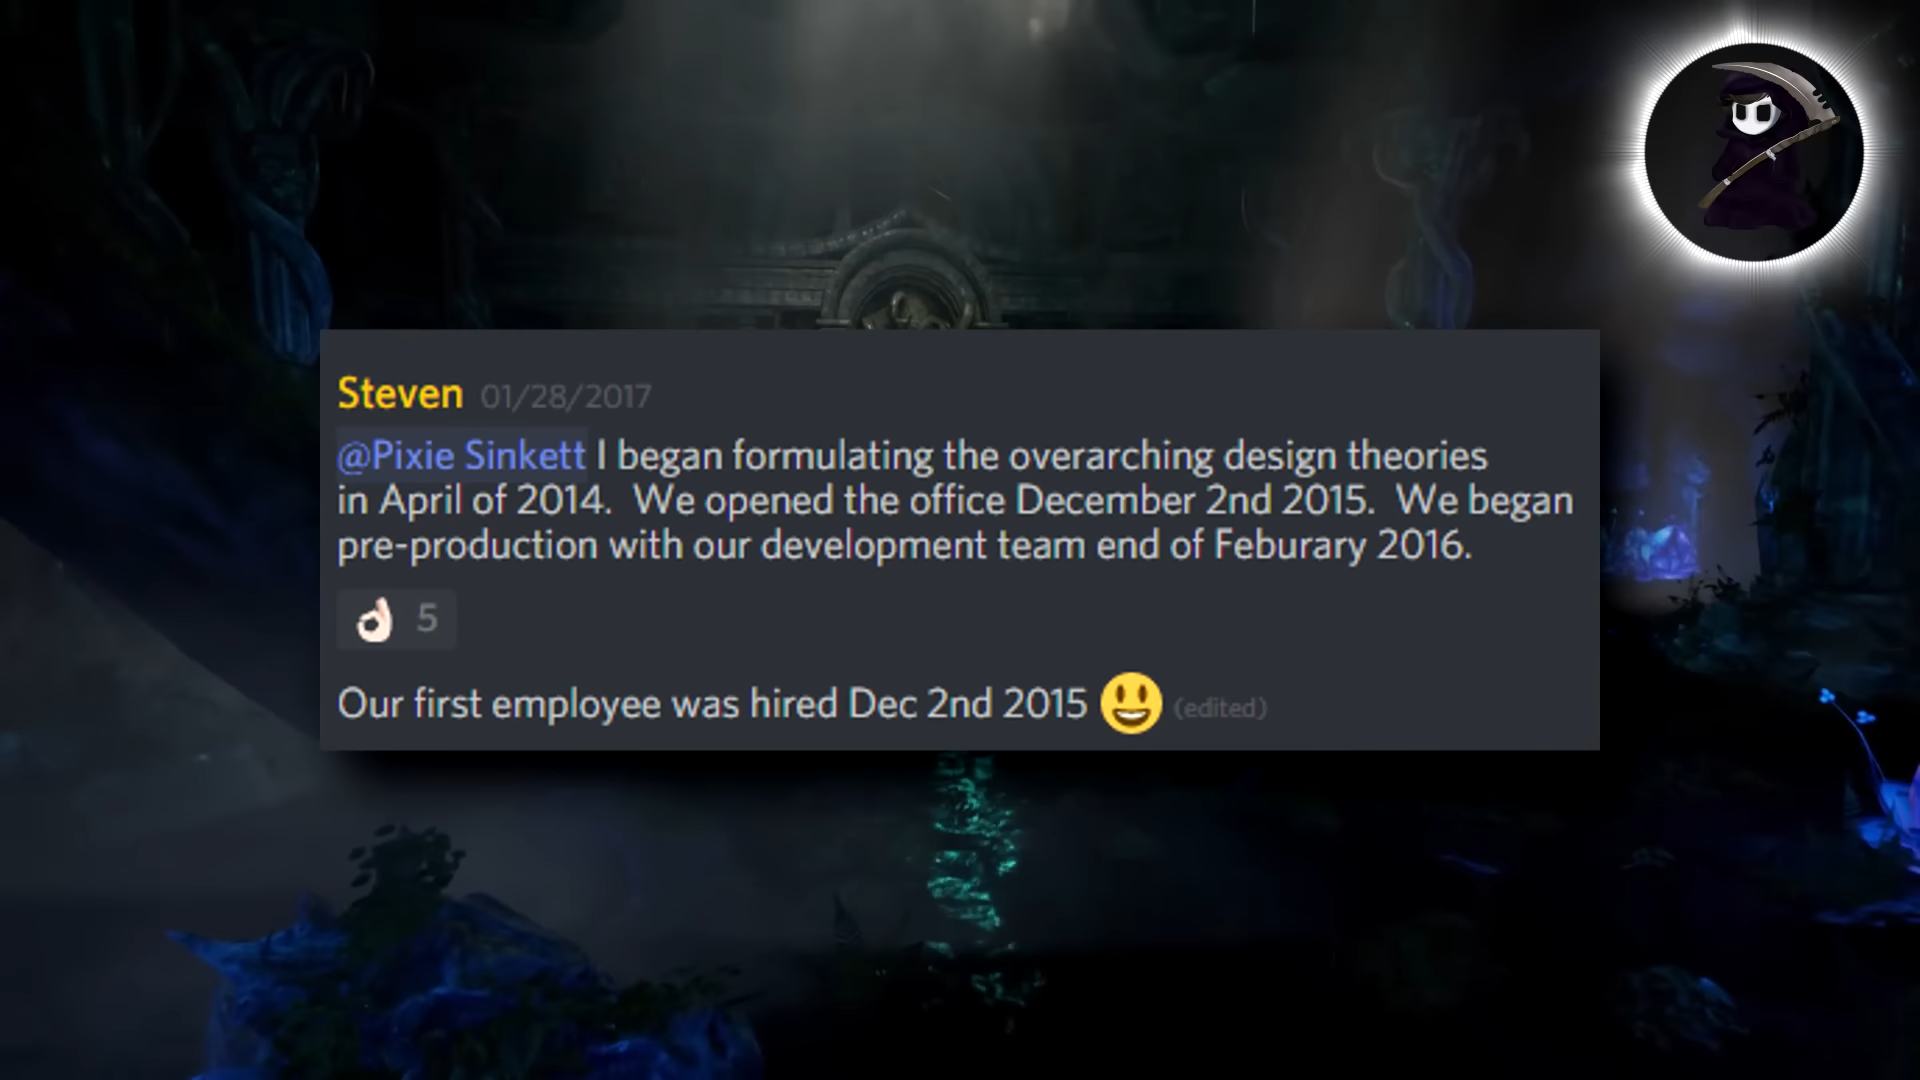 Steven 01/28/2017
@Pixie Sinkett I began formulating the overarching design theories
in April of 2014.  We opened the office December 2nd 2015.  We began
pre-production with our development team end of Feburary 2016.
👌🏻 5
Our first employee was hired Dec 2nd 2015 😃 (edited)